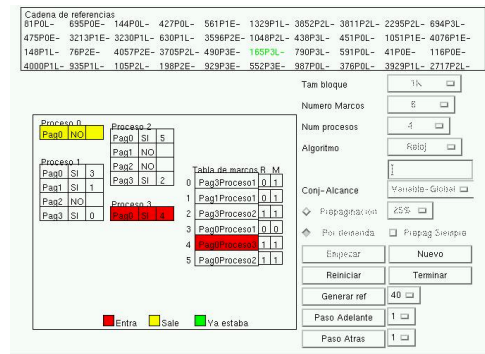 Cadena de referencias
81P0L- 695P0E- 144P0L- 427P0L- 561P1E- 1329P1L- 3852P2L- 3811P2L- 2295P2L- 694P3L-
475P0E- 3213P1E- 3230P1L- 630P1L- 3596P2E- 1048P2L- 438P3L- 451P0L- 1051P1E- 4076P1E-
148P1L- 76P2E- 4057P2E- 3705P2L- 490P3E- 165P3L- 790P3L- 591P0L- 41P0E- 116P0E-
4000P1L- 935P1L- 105P2L- 198P2E- 929P3E- 552P3E- 987P0L- 376P0L- 3929P1L- 2717P2L-
Tam bloque 1k
Numero Marcos 6
Num procesos 4
Algoritmo Reloj
Conj-Alcance Variable-Global
Prepaginacion 25%
Por demanda Prepag Siempre
Empezar Nuevo
Reiniciar Terminar
Generar ref 40
Paso Adelante 1
Paso Atras 1
Proceso 0
Pag0 NO
Proceso 2
Pag0 SI 5
Pag1 NO
Pag2 NO
Pag3 SI 2
Proceso 1
Pag0 SI 3
Pag1 SI 1
Pag2 NO
Pag3 SI 0
Proceso 3
Pag0 SI 4
Tabla de marcos R M
0 Pag3Proceso1 0 1
1 Pag1Proceso1 0 1
2 Pag3Proceso2 1 1
3 Pag0Proceso1 0 0
4 Pag0Proceso3 1 1
5 Pag0Proceso2 1 1
Entra Sale Ya estaba